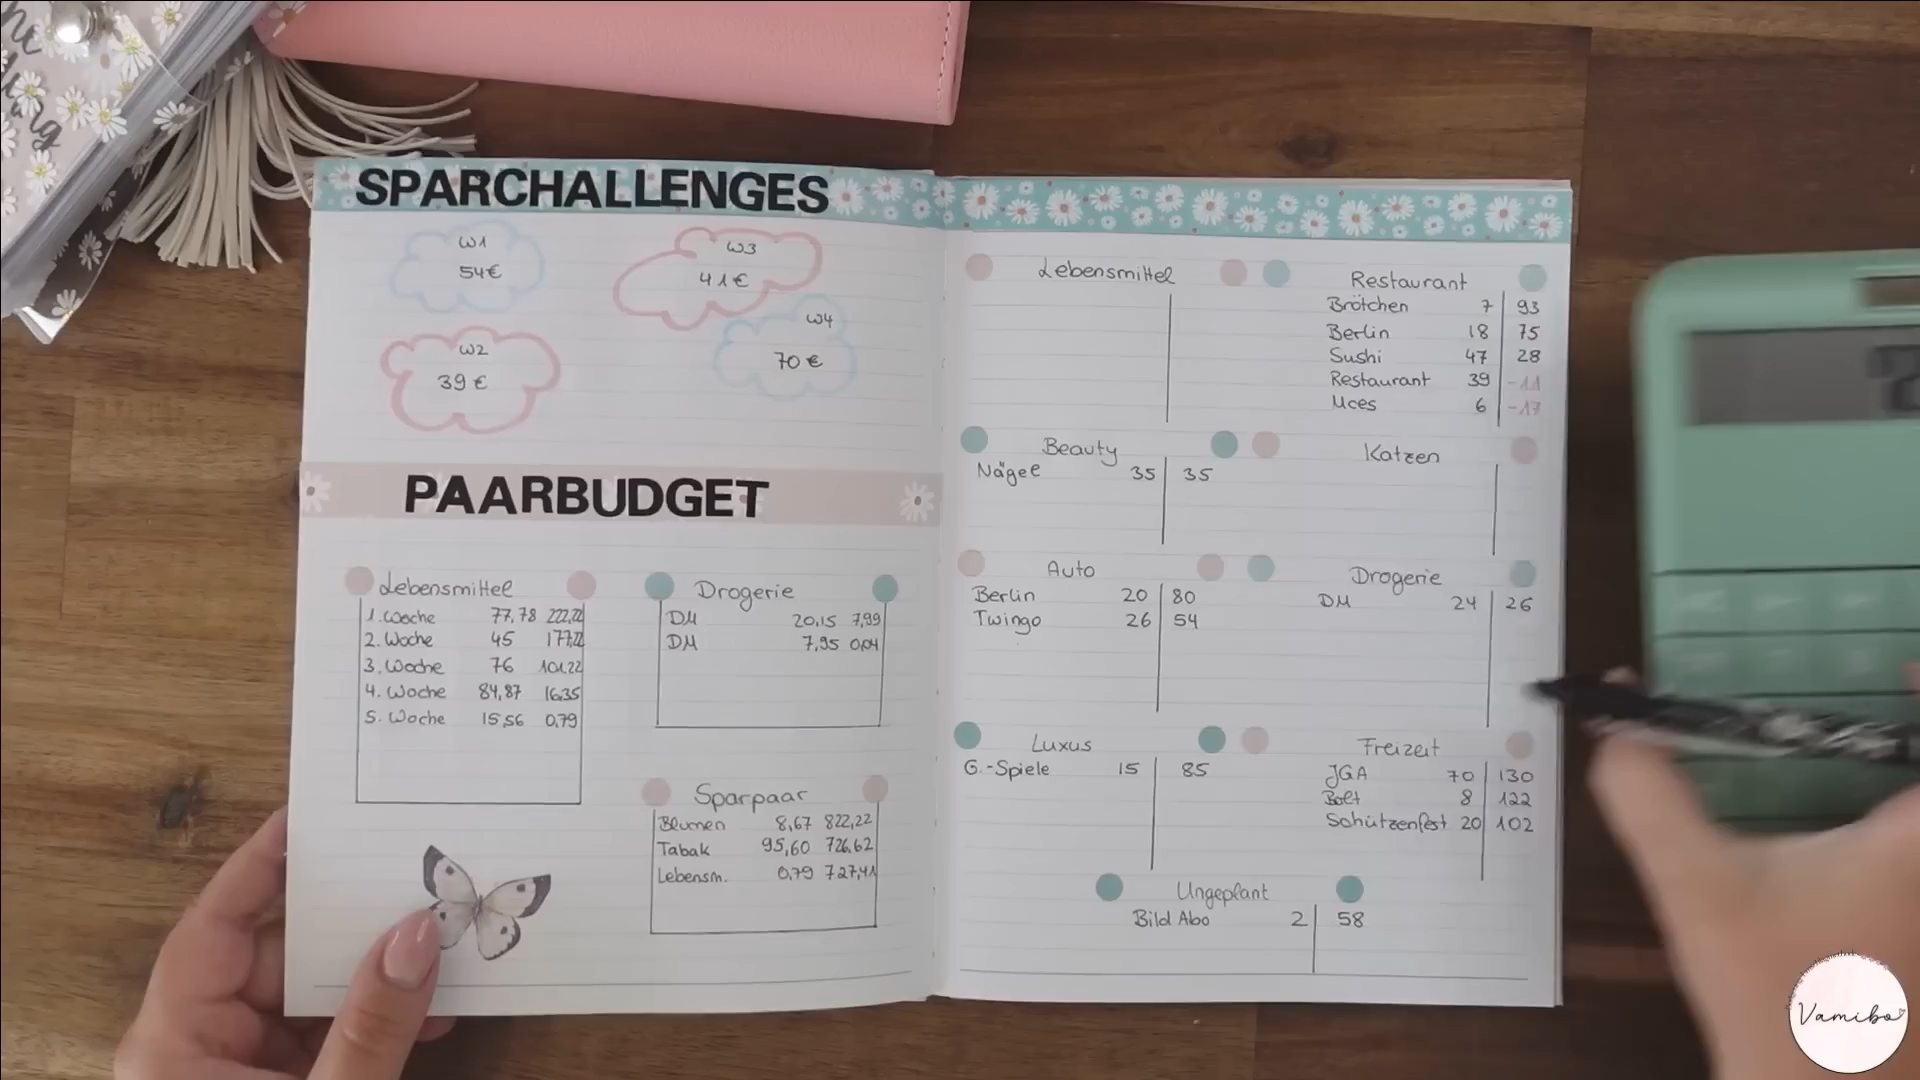 SPARCHALLENGES
W1
54€
W3
41€
W4
70€
W2
39€
PAARBUDGET
Lebensmittel
1. Woche 77,78 222,22
2. Woche 45 177,22
3. Woche 76 101,22
4. Woche 84,87 16,35
5. Woche 15,56 0,79
Drogerie
DM 20,15 7,99
DM 7,95 0,04
Sparpaar
Blumen 8,67 822,22
Tabak 95,60 726,62
Lebensm. 0,79 727,41
Lebensmittel
Restaurant
Brötchen 7 93
Berlin 18 75
Sushi 47 28
Restaurant 39 -11
Mces 6 -17
Beauty
Nägel 35 35
Katzen
Auto
Berlin 20 80
Twingo 26 54
Drogerie
DM 24 26
Luxus
G.-Spiele 15 85
Freizeit
JGA 70 130
Bolt 8 122
Schützenfest 20 102
Ungeplant
Bild Abo 2 58
Vamibo